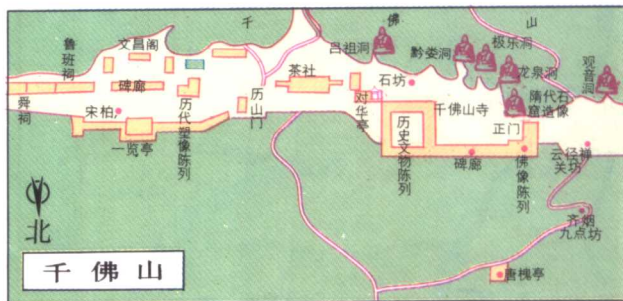 千 佛 山
鲁班祠
文昌阁
吕祖洞
黔娄洞
极乐洞
龙泉洞
观音洞
碑廊
茶社
石坊
隋代石窟造像
舜祠
宋柏
历代塑像陈列
历山门
对华亭
千佛山寺
正门
历史文物陈列
一览亭
碑廊
佛像陈列
云径禅关坊
齐烟九点坊
唐槐亭
北
千佛山